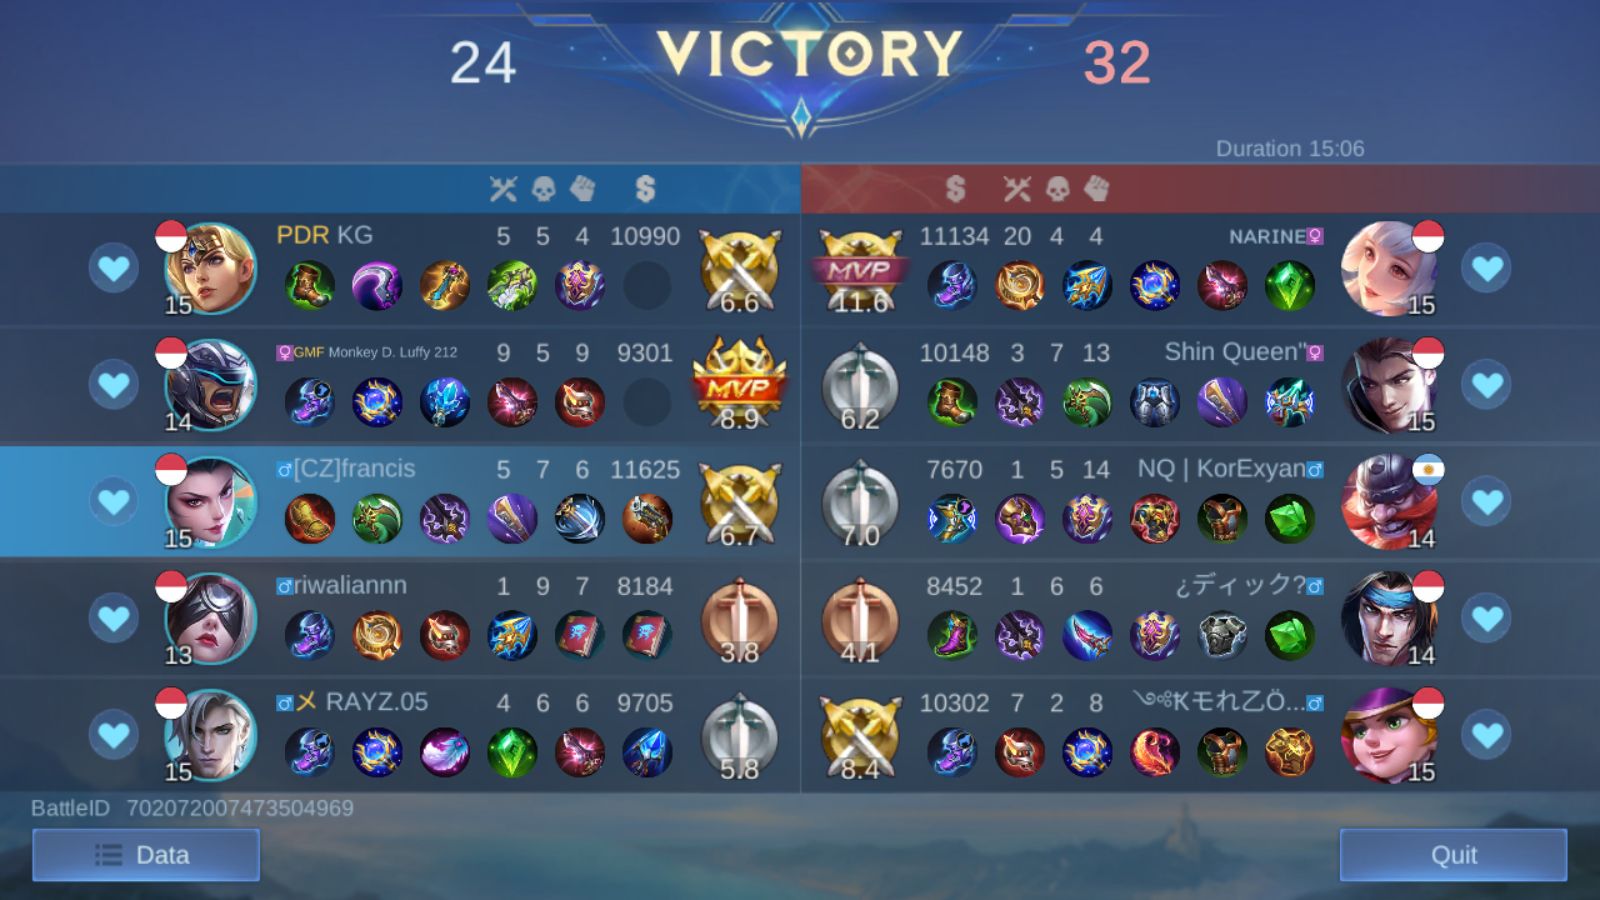 24 VICTORY 32
Duration 15:06
PDR KG 5 5 4 10990 6.6 15
MVP 11.6 11134 20 4 4 NARINE 15
GMF Monkey D. Luffy 212 9 5 9 9301 MVP 8.9 14
6.2 10148 3 7 13 Shin Queen" 15
[CZ]francis 5 7 6 11625 6.7 15
7.0 7670 1 5 14 NQ | KorExyan 14
riwaliannn 1 9 7 8184 3.8 13
4.1 8452 1 6 6 ¿ディック? 14
メ RAYZ.05 4 6 6 9705 5.8 15
8.4 10302 7 2 8 15
BattleID 702072007473504969
Data
Quit